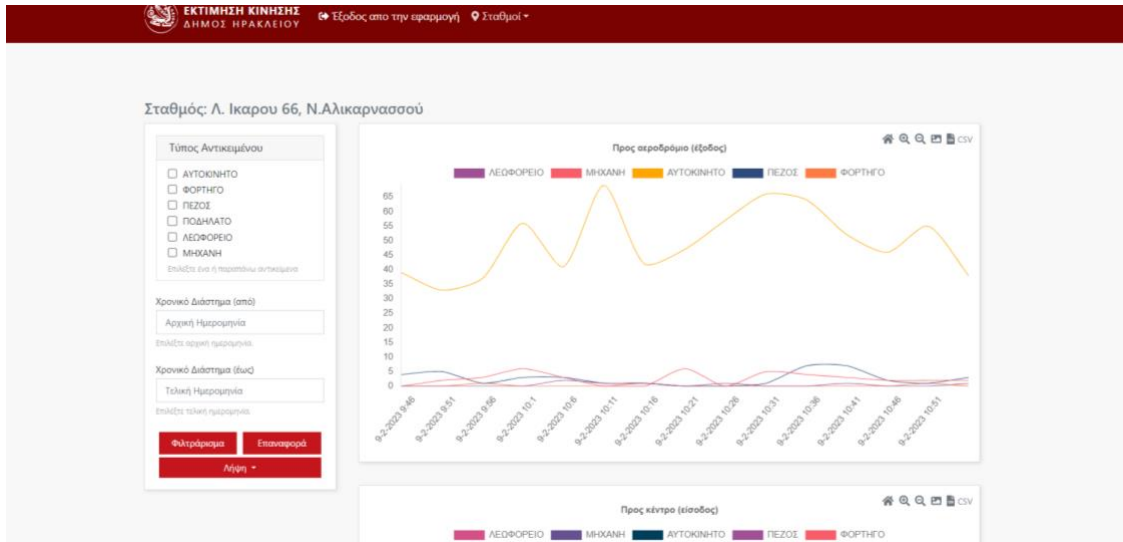 ΕΚΤΙΜΗΣΗ ΚΙΝΗΣΗΣ
ΔΗΜΟΣ ΗΡΑΚΛΕΙΟΥ
Έξοδος απο την εφαρμογή Σταθμοί
Σταθμός: Λ. Ικαρου 66, Ν.Αλικαρνασσού
Τύπος Αντικειμένου
ΑΥΤΟΚΙΝΗΤΟ
ΦΟΡΤΗΓΟ
ΠΕΖΟΣ
ΠΟΔΗΛΑΤΟ
ΛΕΩΦΟΡΕΙΟ
ΜΗΧΑΝΗ
Επιλέξτε ένα ή παραπάνω αντικείμενα
Χρονικό Διάστημα (από)
Αρχική Ημερομηνία
Επιλέξτε αρχική ημερομηνία.
Χρονικό Διάστημα (έως)
Τελική Ημερομηνία
Επιλέξτε τελική ημερομηνία.
Φιλτράρισμα Επαναφορά
Λήψη
CSV
Προς αεροδρόμιο (έξοδος)
ΛΕΩΦΟΡΕΙΟ ΜΗΧΑΝΗ ΑΥΤΟΚΙΝΗΤΟ ΠΕΖΟΣ ΦΟΡΤΗΓΟ
65
60
55
50
45
40
35
30
25
20
15
10
5
0
9-2-2023 9:46
9-2-2023 9:51
9-2-2023 9:56
9-2-2023 10:1
9-2-2023 10:6
9-2-2023 10:11
9-2-2023 10:16
9-2-2023 10:21
9-2-2023 10:26
9-2-2023 10:31
9-2-2023 10:36
9-2-2023 10:41
9-2-2023 10:46
9-2-2023 10:51
CSV
Προς κέντρο (είσοδος)
ΛΕΩΦΟΡΕΙΟ ΜΗΧΑΝΗ ΑΥΤΟΚΙΝΗΤΟ ΠΕΖΟΣ ΦΟΡΤΗΓΟ